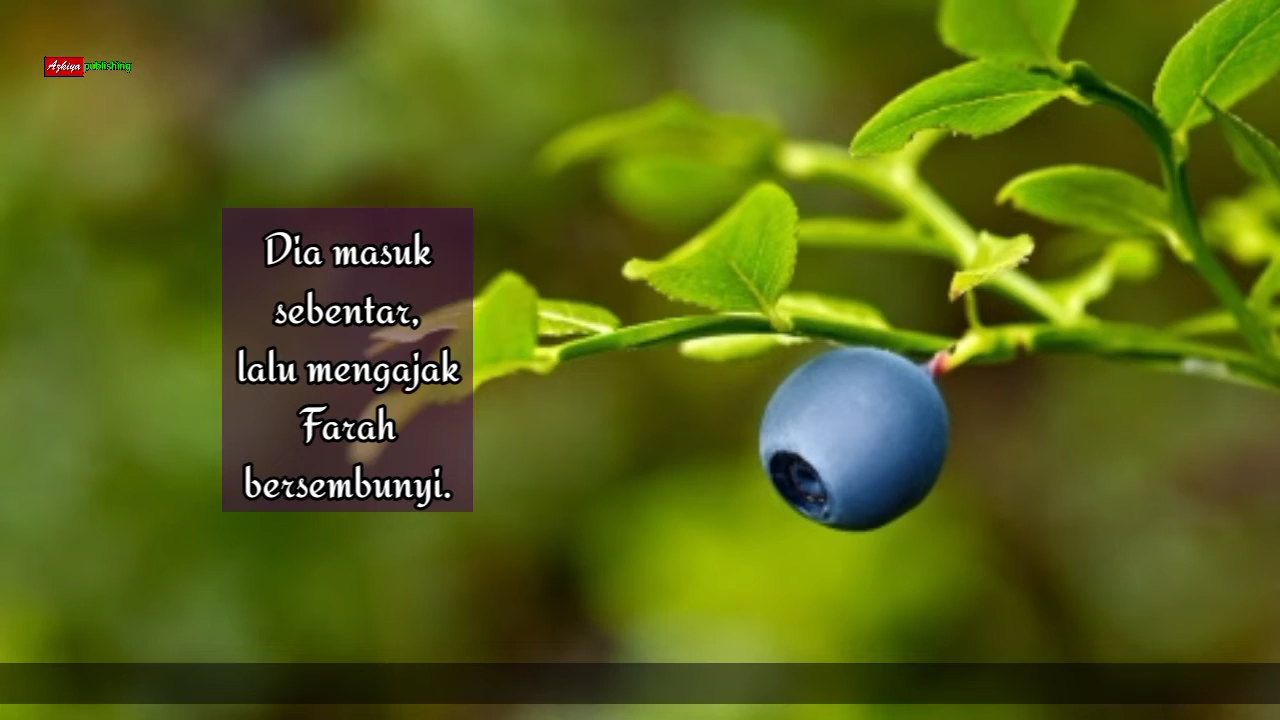 Azkiya publishing
Dia masuk
sebentar,
lalu mengajak
Farah
bersembunyi.